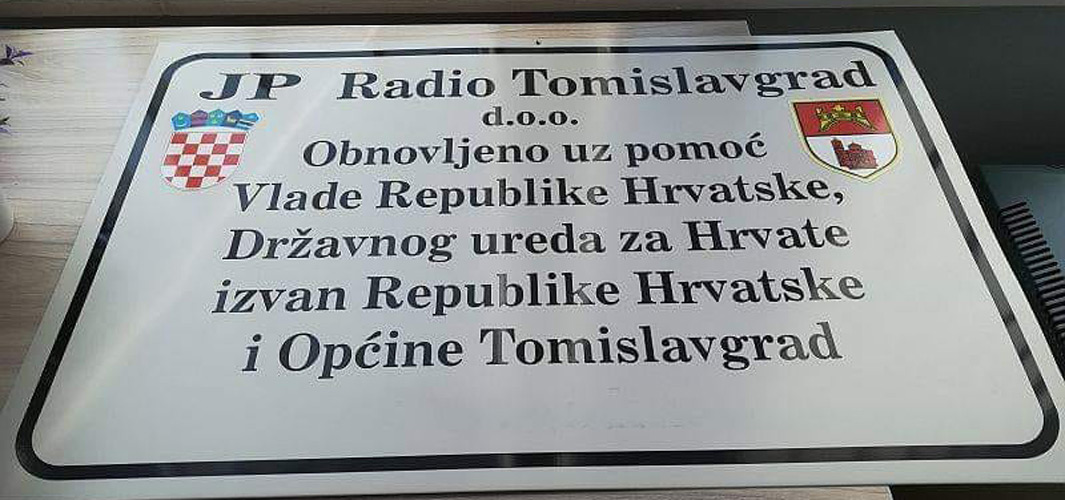 JP Radio Tomislavgrad
d.o.o.
Obnovljeno uz pomoć
Vlade Republike Hrvatske,
Državnog ureda za Hrvate
izvan Republike Hrvatske
i Općine Tomislavgrad